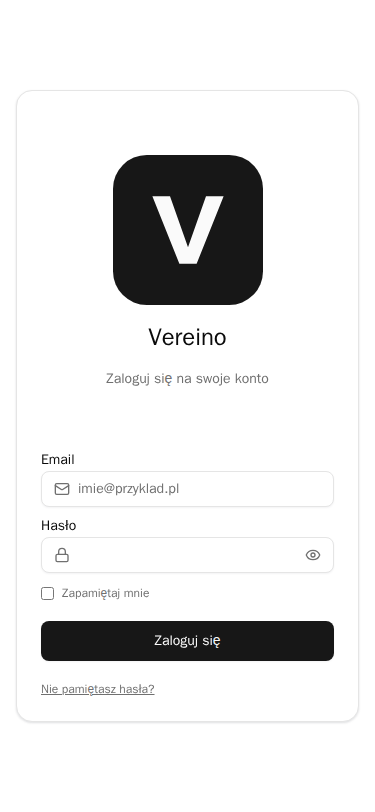 V
Vereino
Zaloguj się na swoje konto
Email
imie@przyklad.pl
Hasło
Zapamiętaj mnie
Zaloguj się
Nie pamiętasz hasła?